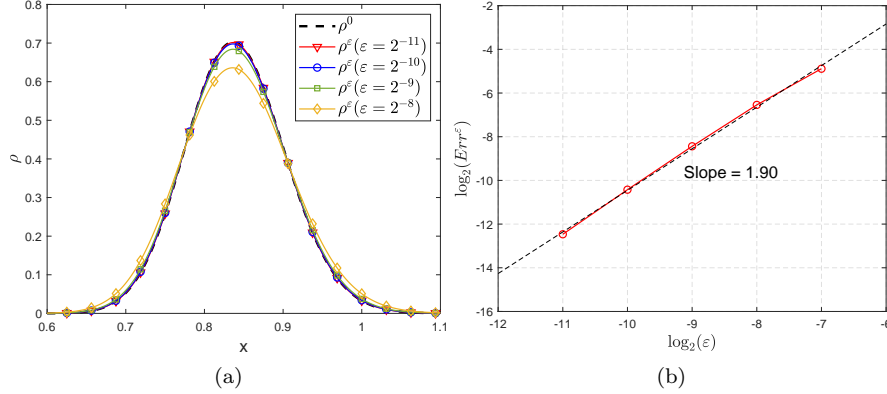 0.8
0.7
0.6
0.5
0.4
0.3
0.2
0.1
0
ρ
0.6 0.7 0.8 0.9 1 1.1
x
ρ⁰
ρ^ε(ε = 2⁻¹¹)
ρ^ε(ε = 2⁻¹⁰)
ρ^ε(ε = 2⁻⁹)
ρ^ε(ε = 2⁻⁸)
(a)
-2
-4
-6
-8
-10
-12
-14
-16
log₂(Err^ε)
Slope = 1.90
-12 -11 -10 -9 -8 -7 -6
log₂(ε)
(b)